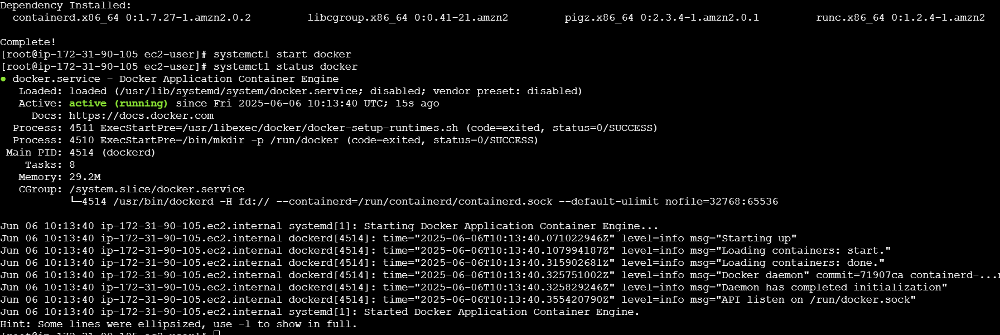 Dependency Installed:
  containerd.x86_64 0:1.7.27-1.amzn2.0.2         libcgroup.x86_64 0:0.41-21.amzn2         pigz.x86_64 0:2.3.4-1.amzn2.0.1         runc.x86_64 0:1.2.4-1.amzn2

Complete!
[root@ip-172-31-90-105 ec2-user]# systemctl start docker
[root@ip-172-31-90-105 ec2-user]# systemctl status docker
● docker.service - Docker Application Container Engine
   Loaded: loaded (/usr/lib/systemd/system/docker.service; disabled; vendor preset: disabled)
   Active: active (running) since Fri 2025-06-06 10:13:40 UTC; 15s ago
     Docs: https://docs.docker.com
  Process: 4511 ExecStartPre=/usr/libexec/docker/docker-setup-runtimes.sh (code=exited, status=0/SUCCESS)
  Process: 4510 ExecStartPre=/bin/mkdir -p /run/docker (code=exited, status=0/SUCCESS)
 Main PID: 4514 (dockerd)
    Tasks: 8
   Memory: 29.2M
   CGroup: /system.slice/docker.service
           └─4514 /usr/bin/dockerd -H fd:// --containerd=/run/containerd/containerd.sock --default-ulimit nofile=32768:65536

Jun 06 10:13:40 ip-172-31-90-105.ec2.internal systemd[1]: Starting Docker Application Container Engine...
Jun 06 10:13:40 ip-172-31-90-105.ec2.internal dockerd[4514]: time="2025-06-06T10:13:40.071022946Z" level=info msg="Starting up"
Jun 06 10:13:40 ip-172-31-90-105.ec2.internal dockerd[4514]: time="2025-06-06T10:13:40.107994187Z" level=info msg="Loading containers: start."
Jun 06 10:13:40 ip-172-31-90-105.ec2.internal dockerd[4514]: time="2025-06-06T10:13:40.315902681Z" level=info msg="Loading containers: done."
Jun 06 10:13:40 ip-172-31-90-105.ec2.internal dockerd[4514]: time="2025-06-06T10:13:40.325751002Z" level=info msg="Docker daemon" commit=71907ca containerd-...
Jun 06 10:13:40 ip-172-31-90-105.ec2.internal dockerd[4514]: time="2025-06-06T10:13:40.325829246Z" level=info msg="Daemon has completed initialization"
Jun 06 10:13:40 ip-172-31-90-105.ec2.internal dockerd[4514]: time="2025-06-06T10:13:40.355420790Z" level=info msg="API listen on /run/docker.sock"
Jun 06 10:13:40 ip-172-31-90-105.ec2.internal systemd[1]: Started Docker Application Container Engine.
Hint: Some lines were ellipsized, use -l to show in full.
[root@ip-172-31-90-105 ec2-user]#